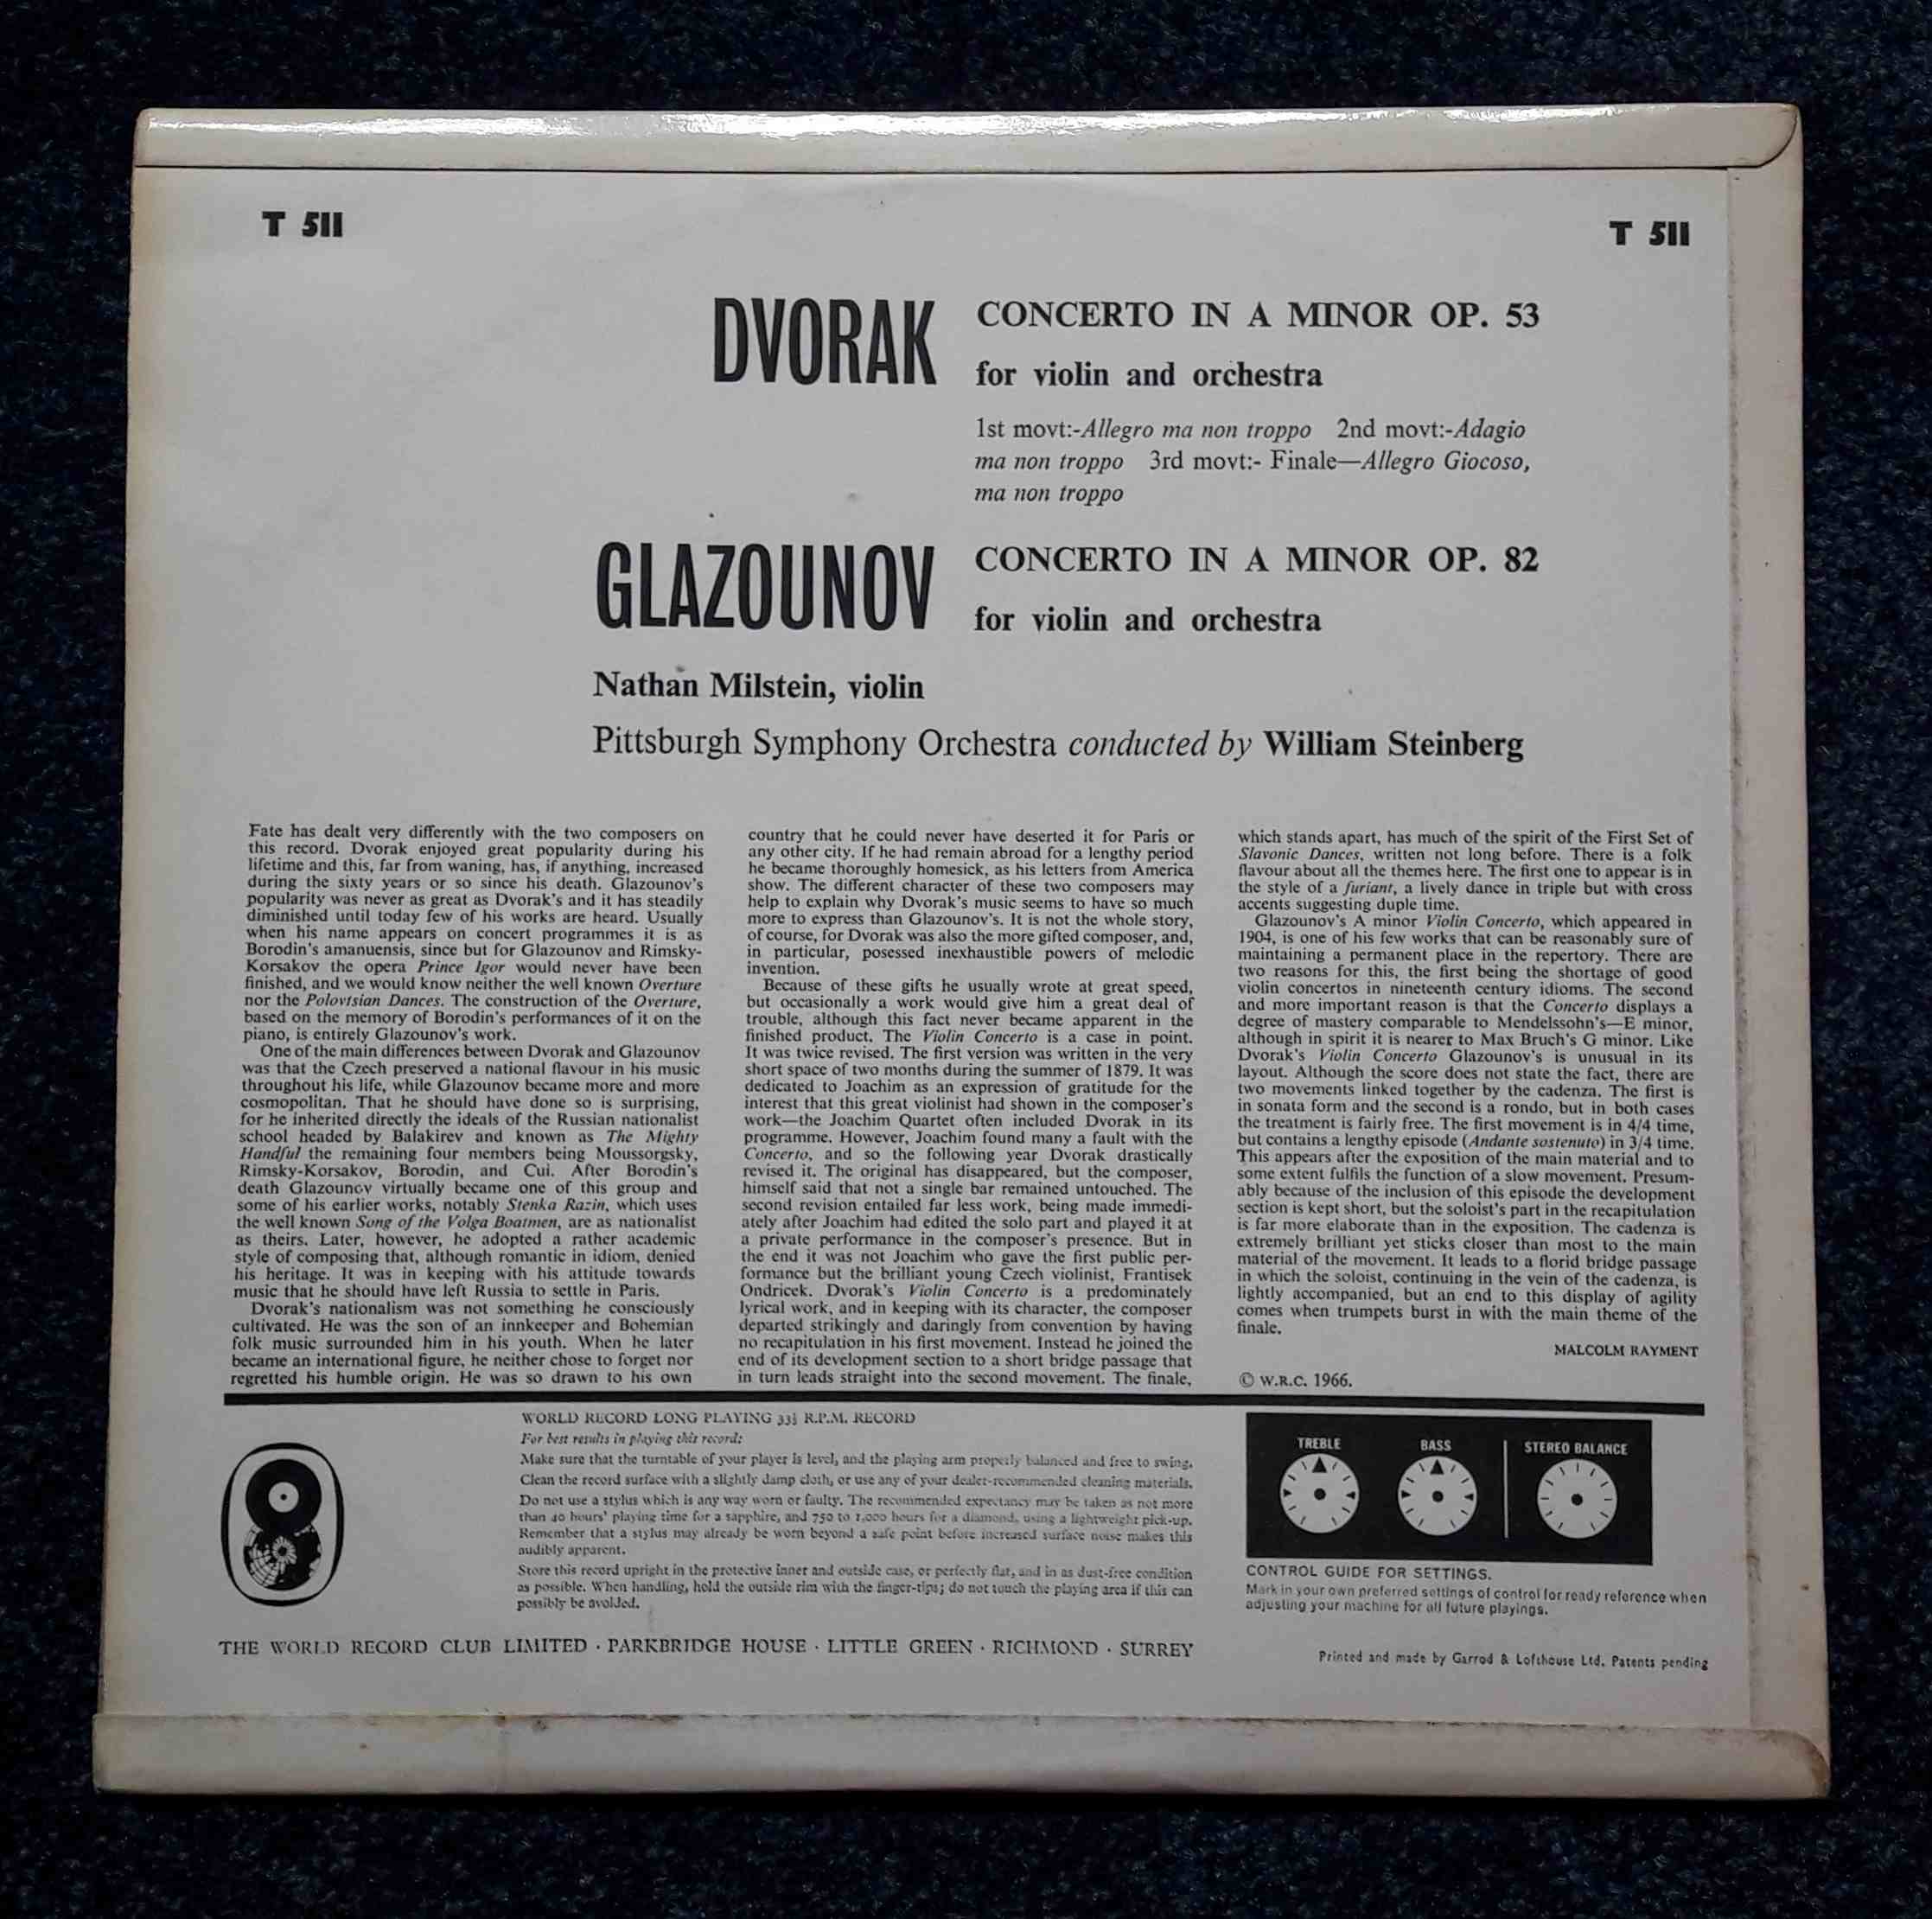 T 511
T 511
DVORAK
CONCERTO IN A MINOR OP. 53
for violin and orchestra
1st movt:-Allegro ma non troppo 2nd movt:-Adagio
ma non troppo 3rd movt:- Finale—Allegro Giocoso,
ma non troppo
GLAZOUNOV
CONCERTO IN A MINOR OP. 82
for violin and orchestra
Nathan Milstein, violin
Pittsburgh Symphony Orchestra conducted by William Steinberg
Fate has dealt very differently with the two composers on
this record. Dvorak enjoyed great popularity during his
lifetime and this, far from waning, has, if anything, increased
during the sixty years or so since his death. Glazounov's
popularity was never as great as Dvorak's and it has steadily
diminished until today few of his works are heard. Usually
when his name appears on concert programmes it is as
Borodin's amanuensis, since but for Glazounov and Rimsky-
Korsakov the opera Prince Igor would never have been
finished, and we would know neither the well known Overture
nor the Polovtsian Dances. The construction of the Overture,
based on the memory of Borodin's performances of it on the
piano, is entirely Glazounov's work.
One of the main differences between Dvorak and Glazounov
was that the Czech preserved a national flavour in his music
throughout his life, while Glazounov became more and more
cosmopolitan. That he should have done so is surprising,
for he inherited directly the ideals of the Russian nationalist
school headed by Balakirev and known as The Mighty
Handful the remaining four members being Moussorgsky,
Rimsky-Korsakov, Borodin, and Cui. After Borodin's
death Glazounov virtually became one of this group and
some of his earlier works, notably Stenka Razin, which uses
the well known Song of the Volga Boatmen, are as nationalist
as theirs. Later, however, he adopted a rather academic
style of composing that, although romantic in idiom, denied
his heritage. It was in keeping with his attitude towards
music that he should have left Russia to settle in Paris.
Dvorak's nationalism was not something he consciously
cultivated. He was the son of an innkeeper and Bohemian
folk music surrounded him in his youth. When he later
became an international figure, he neither chose to forget nor
regretted his humble origin. He was so drawn to his own
country that he could never have deserted it for Paris or
any other city. If he had remain abroad for a lengthy period
he became thoroughly homesick, as his letters from America
show. The different character of these two composers may
help to explain why Dvorak's music seems to have so much
more to express than Glazounov's. It is not the whole story,
of course, for Dvorak was also the more gifted composer, and,
in particular, posessed inexhaustible powers of melodic
invention.
Because of these gifts he usually wrote at great speed,
but occasionally a work would give him a great deal of
trouble, although this fact never became apparent in the
finished product. The Violin Concerto is a case in point.
It was twice revised. The first version was written in the very
short space of two months during the summer of 1879. It was
dedicated to Joachim as an expression of gratitude for the
interest that this great violinist had shown in the composer's
work—the Joachim Quartet often included Dvorak in its
programme. However, Joachim found many a fault with the
Concerto, and so the following year Dvorak drastically
revised it. The original has disappeared, but the composer,
himself said that not a single bar remained untouched. The
second revision entailed far less work, being made immedi-
ately after Joachim had edited the solo part and played it at
a private performance in the composer's presence. But in
the end it was not Joachim who gave the first public per-
formance but the brilliant young Czech violinist, Frantisek
Ondricek. Dvorak's Violin Concerto is a predominately
lyrical work, and in keeping with its character, the composer
departed strikingly and daringly from convention by having
no recapitulation in his first movement. Instead he joined the
end of its development section to a short bridge passage that
in turn leads straight into the second movement. The finale,
which stands apart, has much of the spirit of the First Set of
Slavonic Dances, written not long before. There is a folk
flavour about all the themes here. The first one to appear is in
the style of a furiant, a lively dance in triple but with cross
accents suggesting duple time.
Glazounov's A minor Violin Concerto, which appeared in
1904, is one of his few works that can be reasonably sure of
maintaining a permanent place in the repertory. There are
two reasons for this, the first being the shortage of good
violin concertos in nineteenth century idioms. The second
and more important reason is that the Concerto displays a
degree of mastery comparable to Mendelssohn's—E minor,
although in spirit it is nearer to Max Bruch's G minor. Like
Dvorak's Violin Concerto Glazounov's is unusual in its
layout. Although the score does not state the fact, there are
two movements linked together by the cadenza. The first is
in sonata form and the second is a rondo, but in both cases
the treatment is fairly free. The first movement is in 4/4 time,
but contains a lengthy episode (Andante sostenuto) in 3/4 time.
This appears after the exposition of the main material and to
some extent fulfils the function of a slow movement. Presum-
ably because of the inclusion of this episode the development
section is kept short, but the soloist's part in the recapitulation
is far more elaborate than in the exposition. The cadenza is
extremely brilliant yet sticks closer than most to the main
material of the movement. It leads to a florid bridge passage
in which the soloist, continuing in the vein of the cadenza, is
lightly accompanied, but an end to this display of agility
comes when trumpets burst in with the main theme of the
finale.
MALCOLM RAYMENT
© W.R.C. 1966.
WORLD RECORD LONG PLAYING 33⅓ R.P.M. RECORD
For best results in playing this record:
Make sure that the turntable of your player is level, and the playing arm properly balanced and free to swing.
Clean the record surface with a slightly damp cloth, or use any of your dealer-recommended cleaning materials.
Do not use a stylus which is any way worn or faulty. The recommended expectancy may be taken as not more
than 40 hours' playing time for a sapphire, and 750 to 1,000 hours for a diamond, using a lightweight pick-up.
Remember that a stylus may already be worn beyond a safe point before increased surface noise makes this
audibly apparent.
Store this record upright in the protective inner and outside case, or perfectly flat, and in as dust-free condition
as possible. When handling, hold the outside rim with the finger-tips; do not touch the playing area if this can
possibly be avoided.
TREBLE
BASS
STEREO BALANCE
CONTROL GUIDE FOR SETTINGS.
Mark in your own preferred settings of control for ready reference when
adjusting your machine for all future playings.
THE WORLD RECORD CLUB LIMITED · PARKBRIDGE HOUSE · LITTLE GREEN · RICHMOND · SURREY
Printed and made by Garrod & Lofthouse Ltd. Patents pending